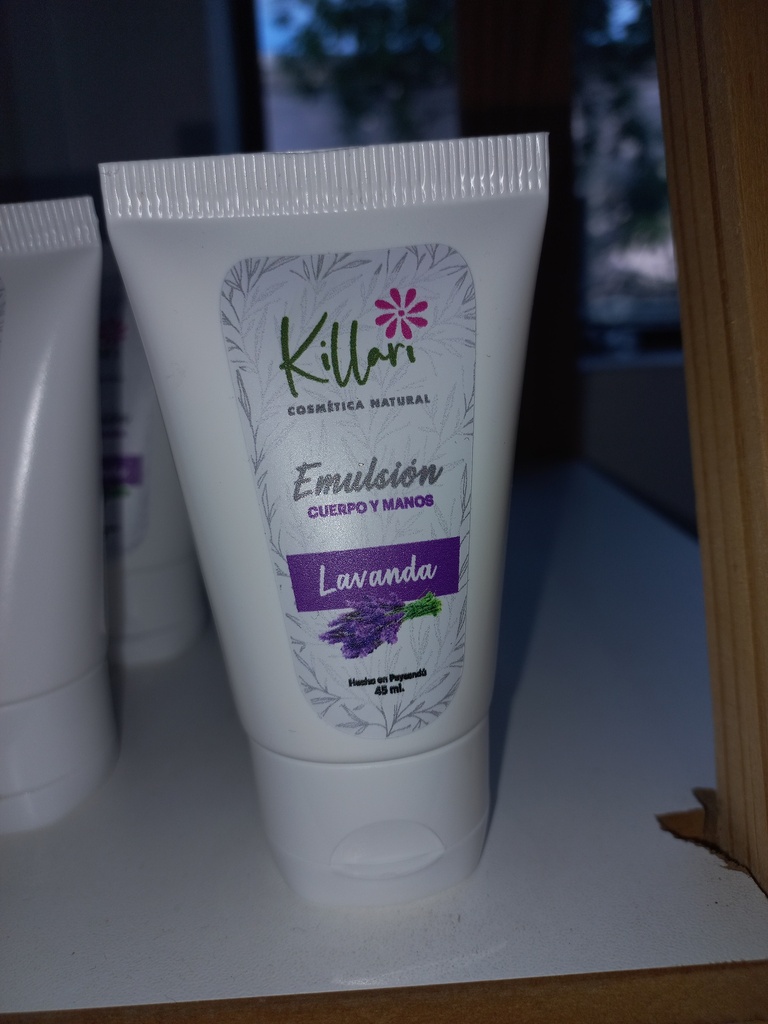 Killari
COSMÉTICA NATURAL
Emulsión
CUERPO Y MANOS
Lavanda
Hecho en Paysandú
45 ml.